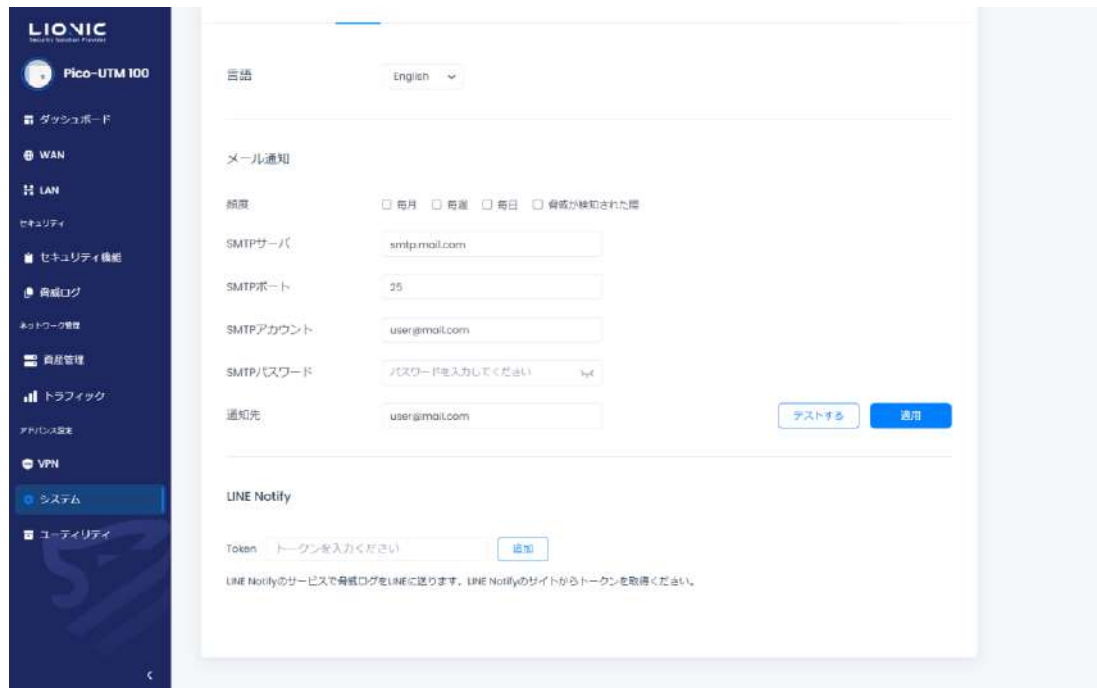 LIONIC
Security Solution Provider
Pico-UTM 100
ダッシュボード
WAN
LAN
セキュリティ
セキュリティ機能
脅威ログ
ネットワーク管理
資産管理
トラフィック
アドバンス設定
VPN
システム
ユーティリティ
言語
English
メール通知
頻度
毎月
毎週
毎日
脅威が検知された際
SMTPサーバ
smtp.mail.com
SMTPポート
25
SMTPアカウント
user@mail.com
SMTPパスワード
パスワードを入力してください
通知先
user@mail.com
テストする
適用
LINE Notify
Token
トークンを入力ください
追加
LINE Notifyのサービスで脅威ログをLINEに送ります。LINE Notifyのサイトからトークンを取得ください。